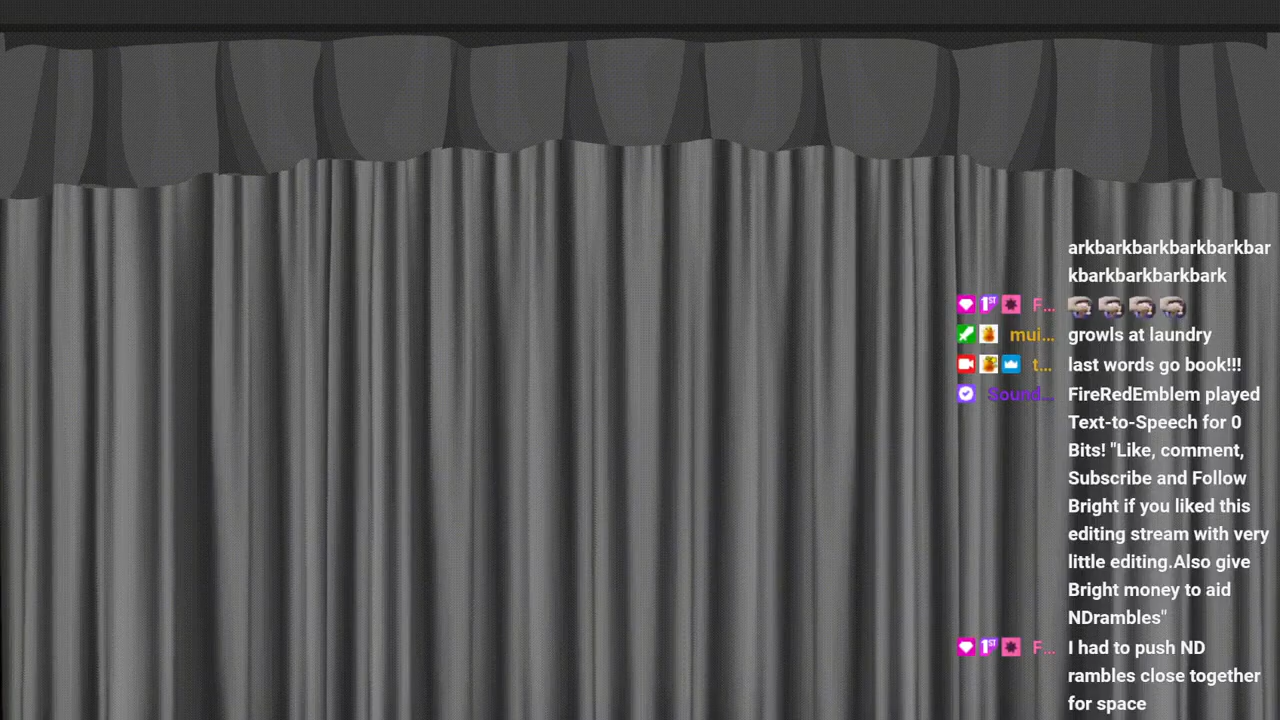 arkbarkbarkbarkbarkbar
kbarkbarkbarkbark
1ST F...
mui... growls at laundry
t... last words go book!!!
Sound... FireRedEmblem played
Text-to-Speech for 0
Bits! "Like, comment,
Subscribe and Follow
Bright if you liked this
editing stream with very
little editing.Also give
Bright money to aid
NDrambles"
1ST F... I had to push ND
rambles close together
for space